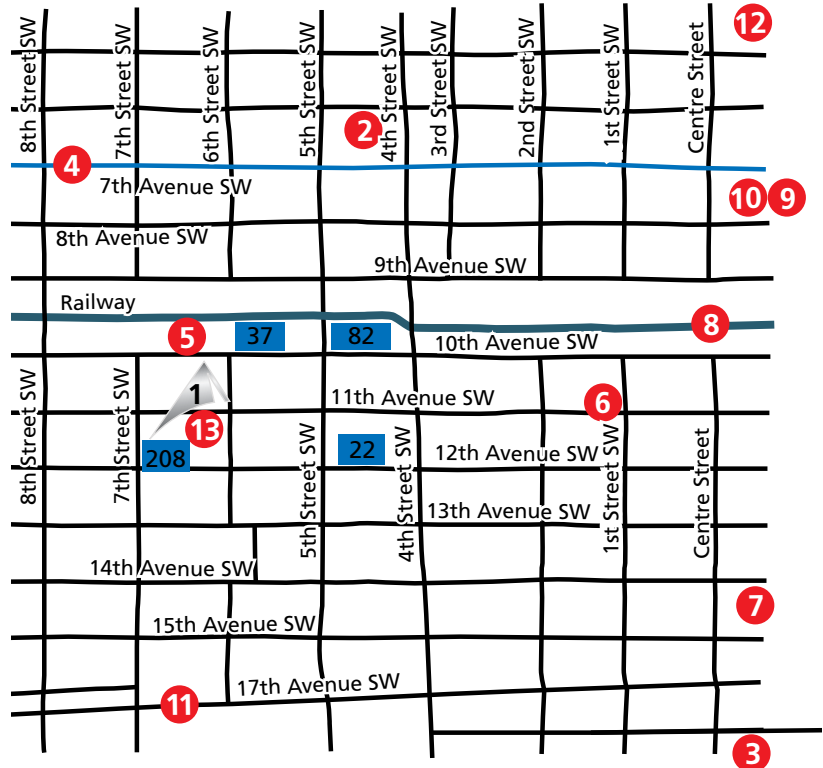 12
8th Street SW
7th Street SW
6th Street SW
5th Street SW
4th Street SW
3rd Street SW
2nd Street SW
1st Street SW
Centre Street
2
4
7th Avenue SW
10
9
8th Avenue SW
9th Avenue SW
Railway
5
37
82
10th Avenue SW
8
1
11th Avenue SW
6
13
208
22
12th Avenue SW
8th Street SW
7th Street SW
5th Street SW
4th Street SW
1st Street SW
Centre Street
13th Avenue SW
14th Avenue SW
7
15th Avenue SW
17th Avenue SW
11
3